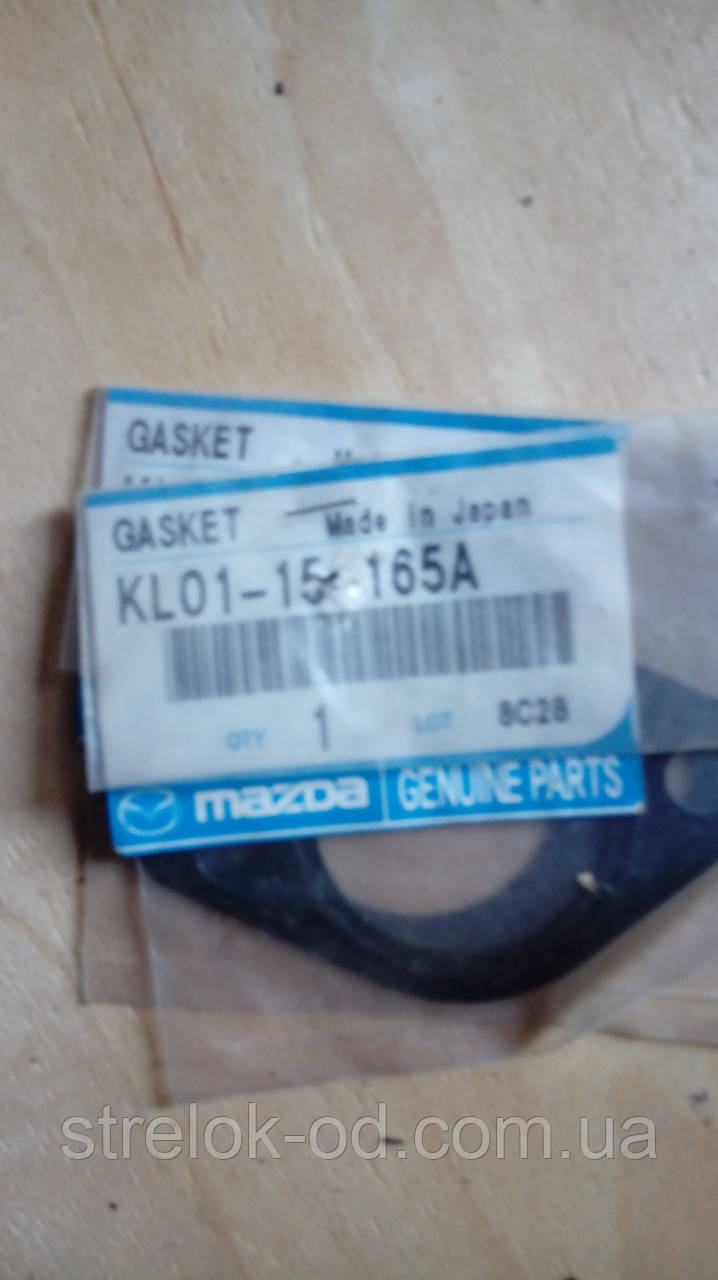 GASKET
GASKET Made in Japan
KL01-15-165A
QTY 1 LOT 8C28
mazda GENUINE PARTS
strelok-od.com.ua